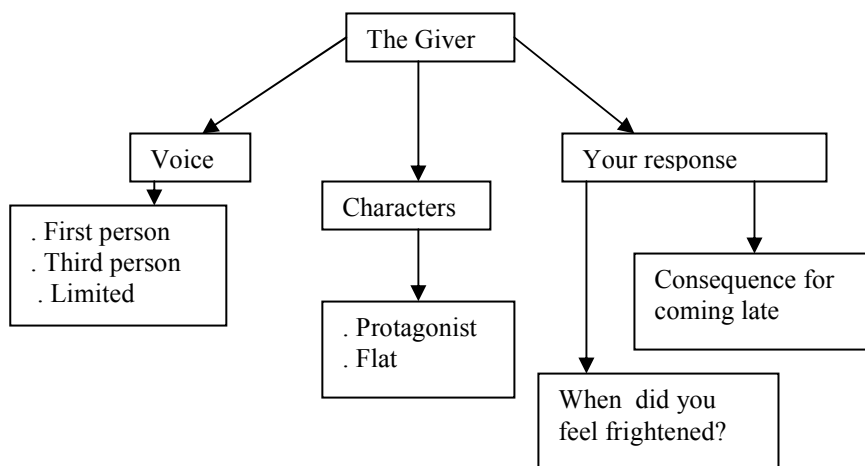 The Giver
Voice
Characters
Your response
. First person
. Third person
. Limited
. Protagonist
. Flat
Consequence for
coming late
When did you
feel frightened?